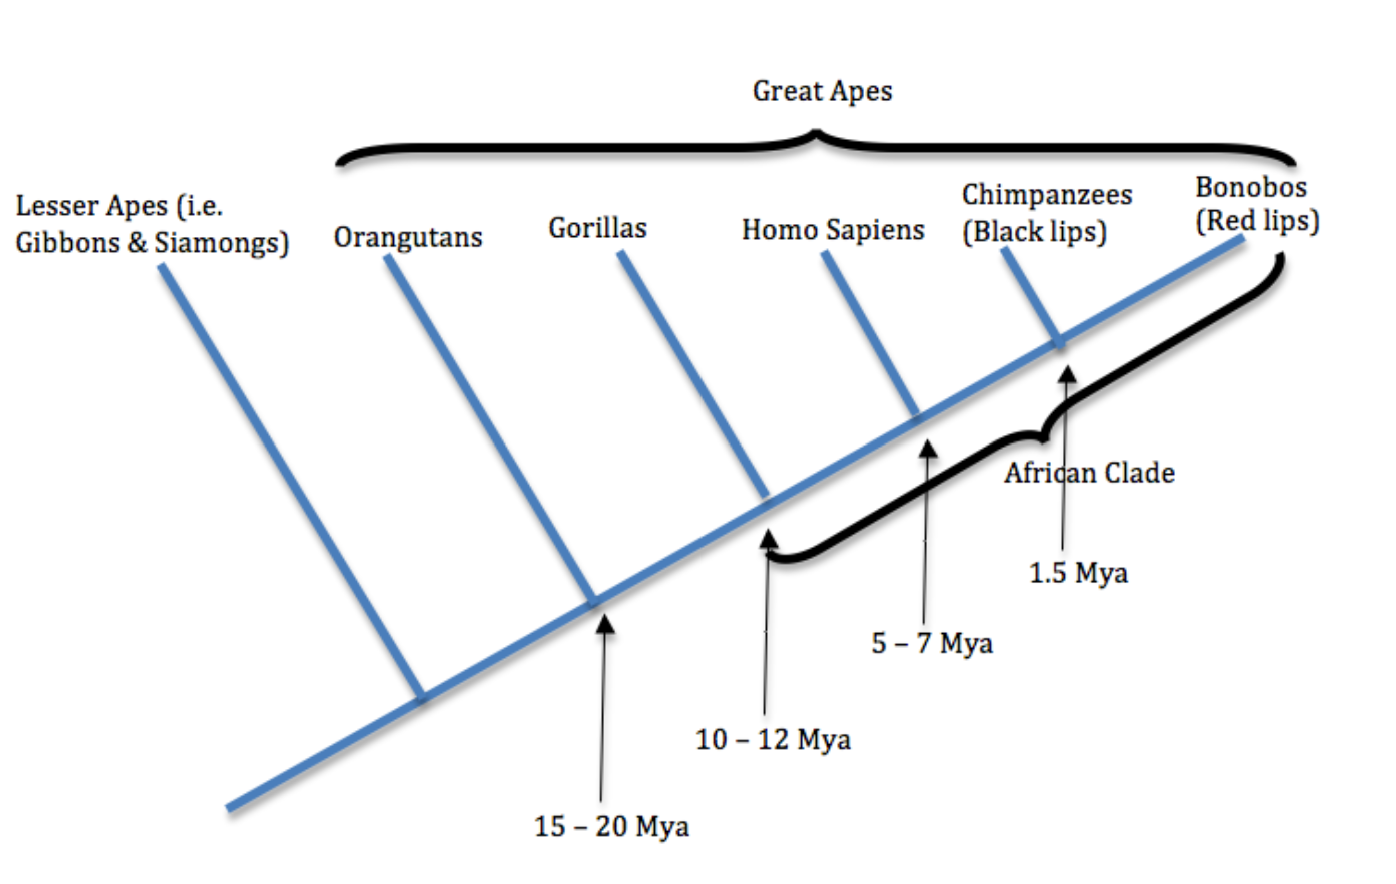 Great Apes
Lesser Apes (i.e.
Gibbons & Siamongs)
Orangutans
Gorillas
Homo Sapiens
Chimpanzees
(Black lips)
Bonobos
(Red lips)
African Clade
1.5 Mya
5 – 7 Mya
10 – 12 Mya
15 – 20 Mya